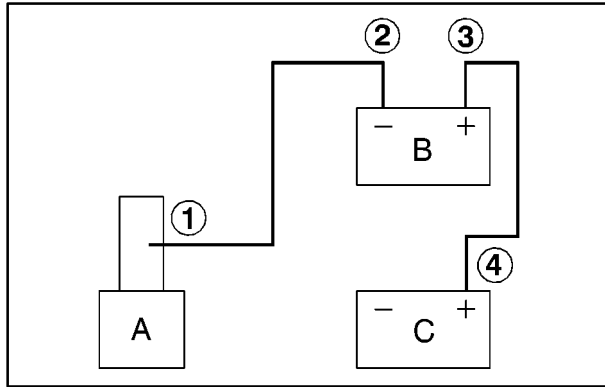 ② ③
− +
B
①
④
A
− +
C